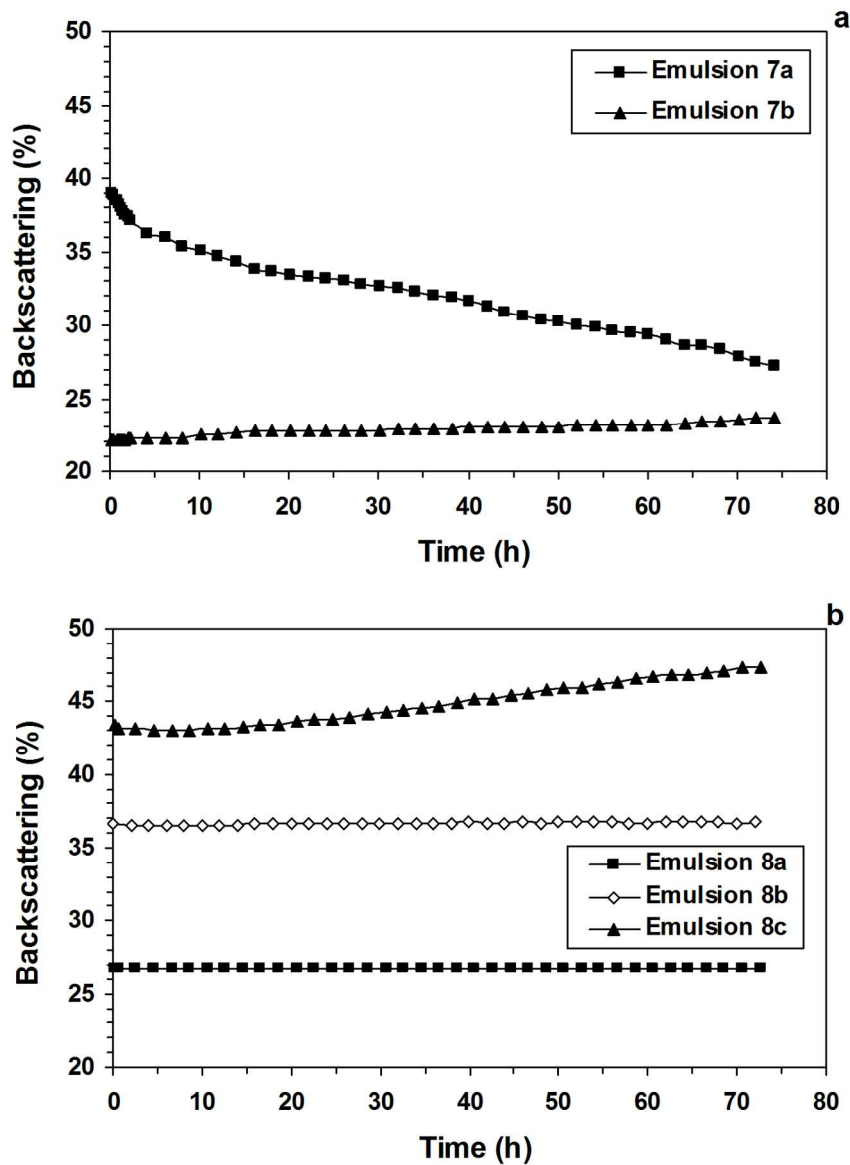 a
50
45
40
35
30
25
20
Backscattering (%)
Emulsion 7a
Emulsion 7b
0 10 20 30 40 50 60 70 80
Time (h)
b
50
45
40
35
30
25
20
Backscattering (%)
Emulsion 8a
Emulsion 8b
Emulsion 8c
0 10 20 30 40 50 60 70 80
Time (h)